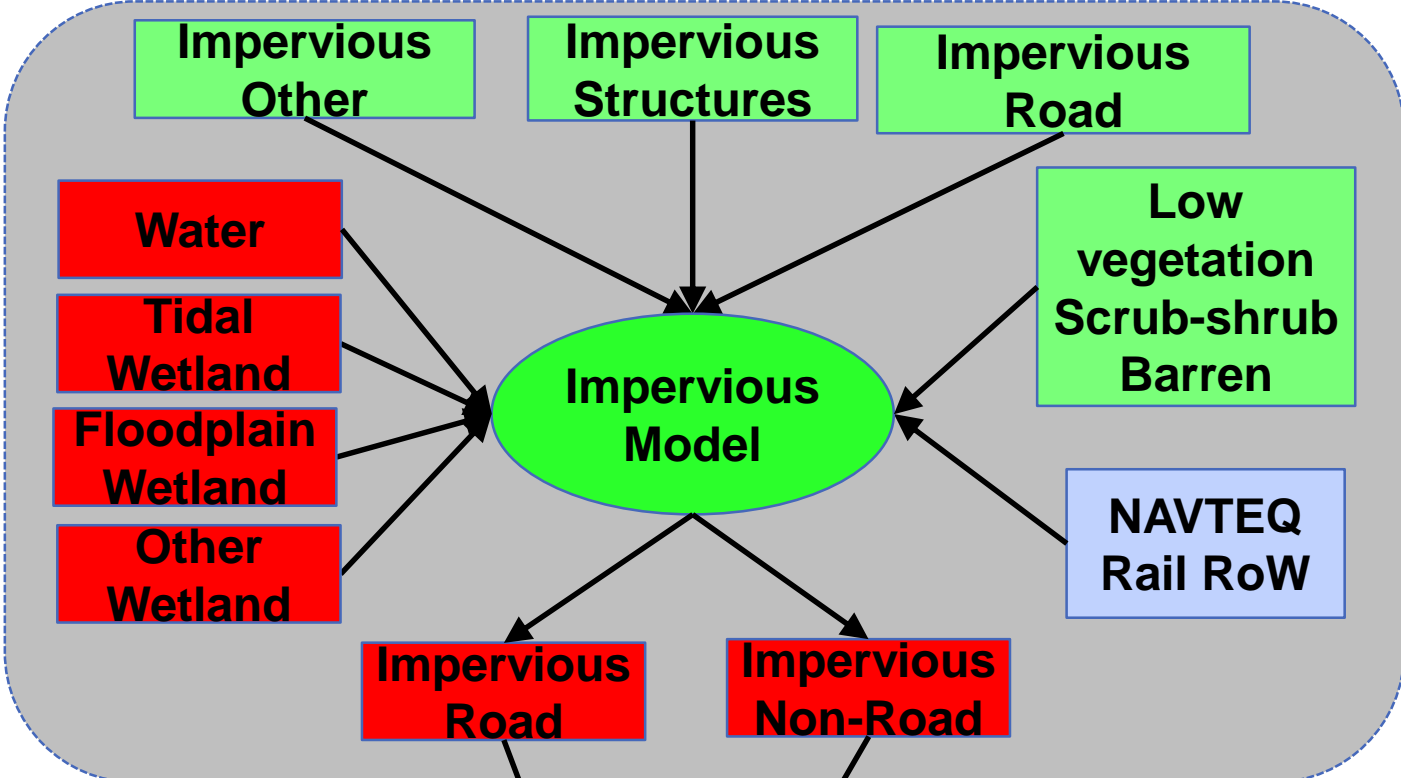 Impervious
Other
Impervious
Structures
Impervious
Road
Water
Tidal
Wetland
Floodplain
Wetland
Other
Wetland
Impervious
Model
Low
vegetation
Scrub-shrub
Barren
NAVTEQ
Rail RoW
Impervious
Road
Impervious
Non-Road